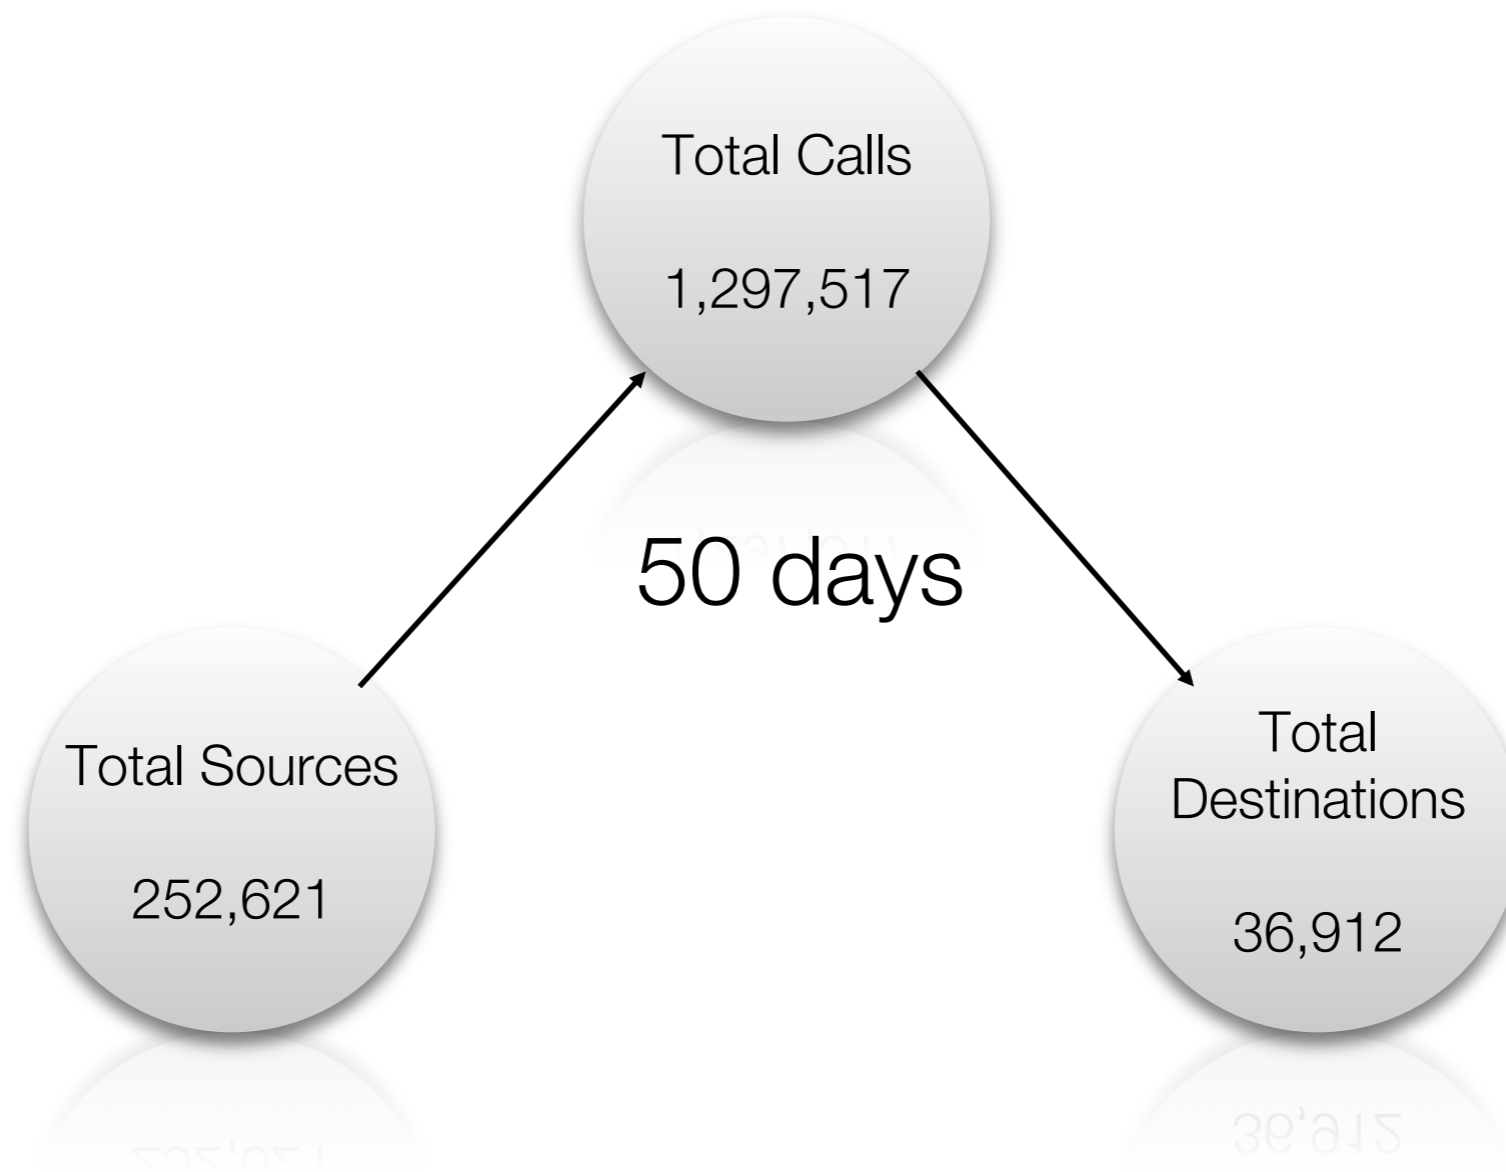 Total Calls
1,297,517
50 days
Total Sources
252,621
Total
Destinations
36,912